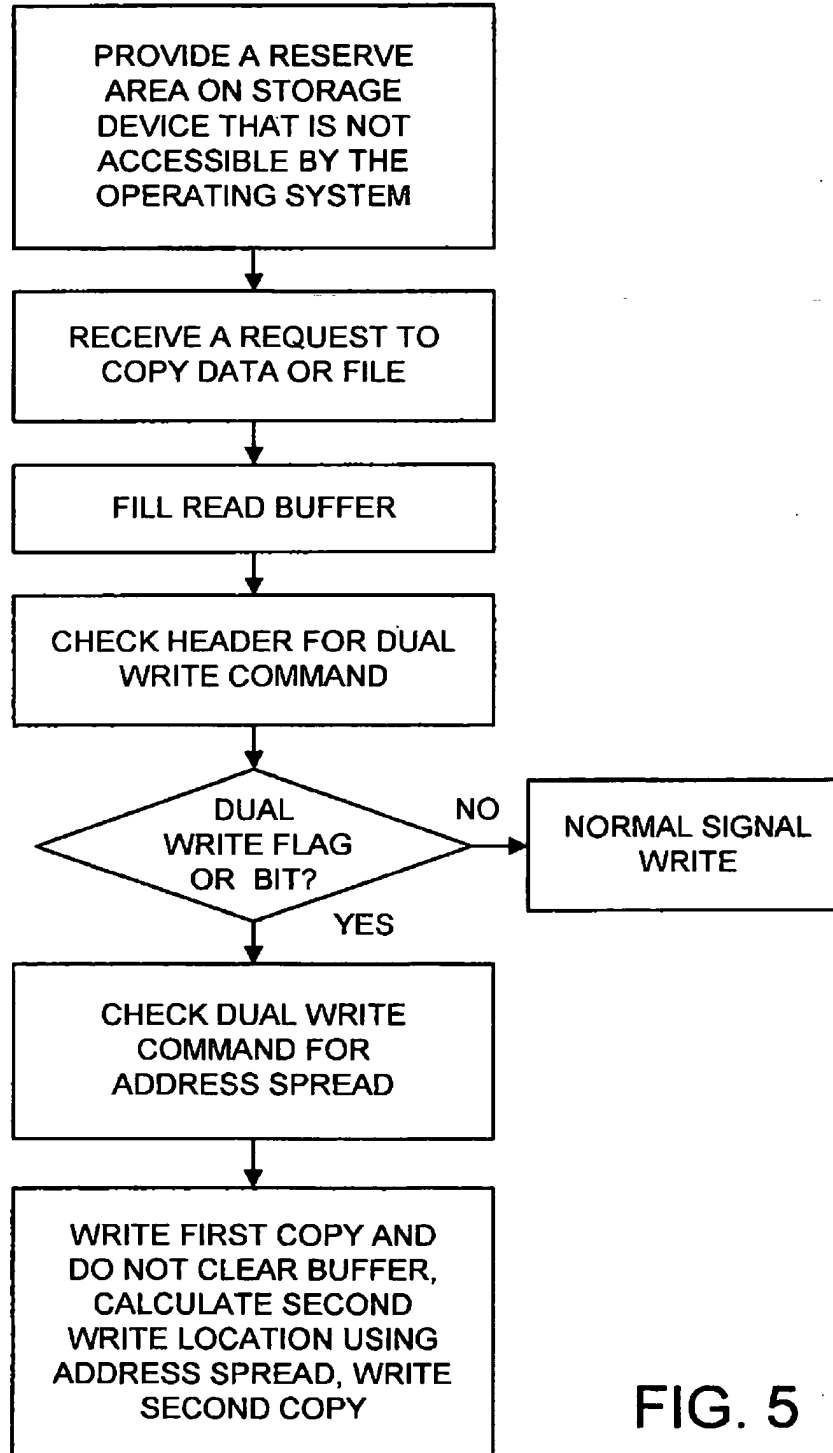 PROVIDE A RESERVE
AREA ON STORAGE
DEVICE THAT IS NOT
ACCESSIBLE BY THE
OPERATING SYSTEM
RECEIVE A REQUEST TO
COPY DATA OR FILE
FILL READ BUFFER
CHECK HEADER FOR DUAL
WRITE COMMAND
DUAL
WRITE FLAG
OR BIT?
NO
NORMAL SIGNAL
WRITE
YES
CHECK DUAL WRITE
COMMAND FOR
ADDRESS SPREAD
WRITE FIRST COPY AND
DO NOT CLEAR BUFFER,
CALCULATE SECOND
WRITE LOCATION USING
ADDRESS SPREAD, WRITE
SECOND COPY
FIG. 5